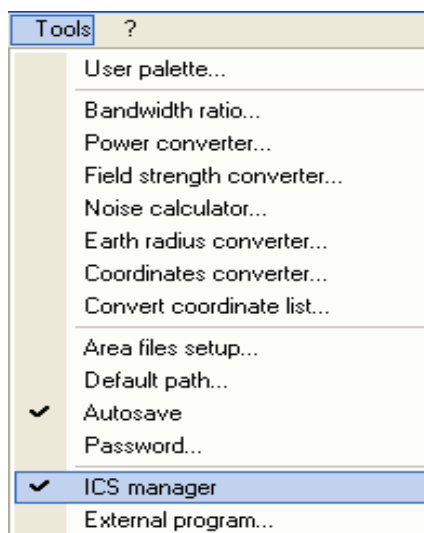 Tools ?
User palette...
Bandwidth ratio...
Power converter...
Field strength converter...
Noise calculator...
Earth radius converter...
Coordinates converter...
Convert coordinate list...
Area files setup...
Default path...
Autosave
Password...
ICS manager
External program...